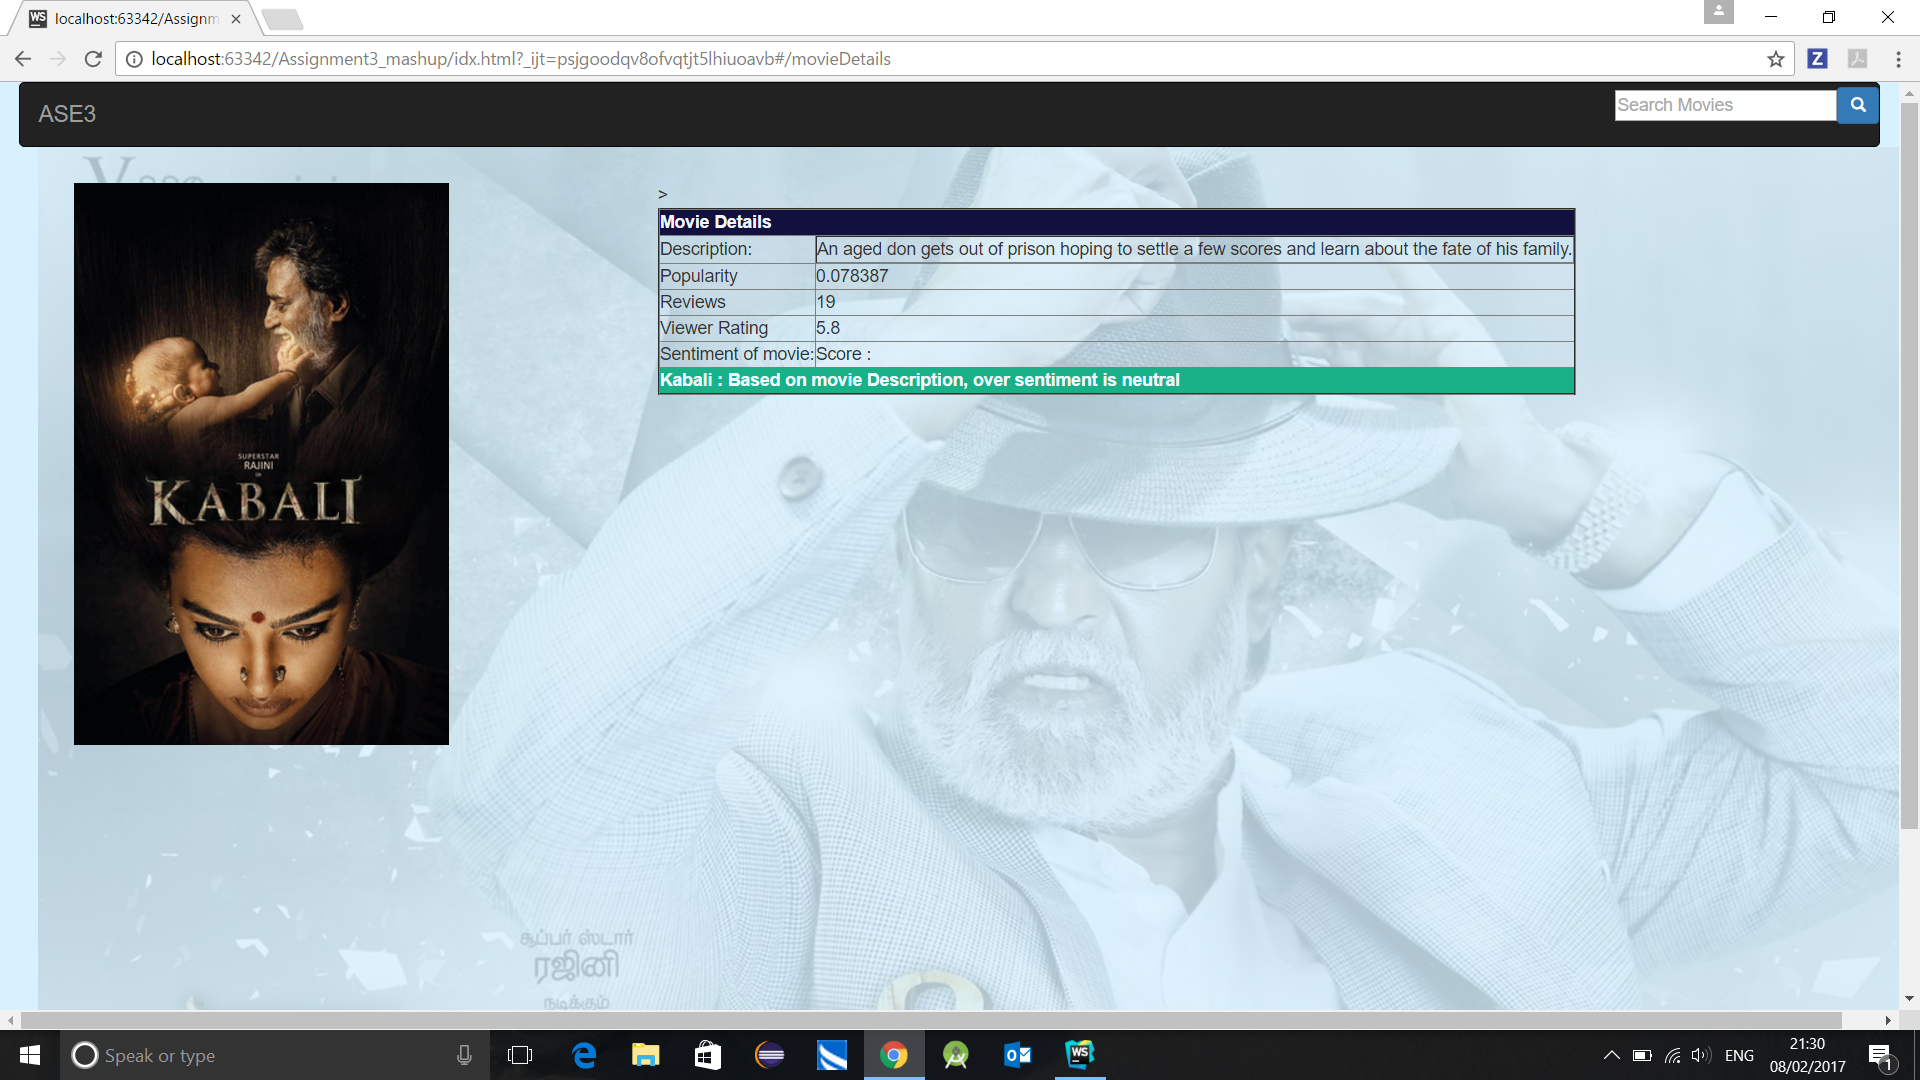 localhost:63342/Assignm
localhost:63342/Assignment3_mashup/idx.html?_ijt=psjgoodqv8ofvqtjt5lhiuoavb#/movieDetails
ASE3
Search Movies
>
Movie Details
Description: An aged don gets out of prison hoping to settle a few scores and learn about the fate of his family.
Popularity 0.078387
Reviews 19
Viewer Rating 5.8
Sentiment of movie: Score :
Kabali : Based on movie Description, over sentiment is neutral
SUPERSTAR
RAJINI
in
KABALI
சூப்பர் ஸ்டார்
ரஜினி
நடிக்கும்
Speak or type
ENG
21:30
08/02/2017
1